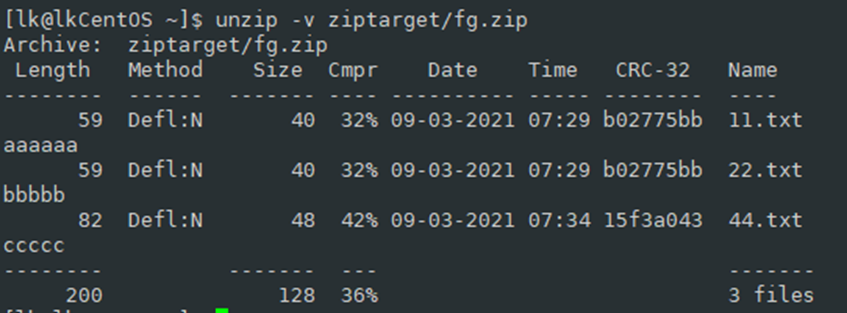 [lk@lkCentOS ~]$ unzip -v ziptarget/fg.zip
Archive:  ziptarget/fg.zip
 Length   Method    Size  Cmpr    Date    Time   CRC-32   Name
--------  ------  ------- ---- ---------- ----- --------  ----
      59  Defl:N       40  32% 09-03-2021 07:29 b02775bb  11.txt
aaaaaa
      59  Defl:N       40  32% 09-03-2021 07:29 b02775bb  22.txt
bbbbb
      82  Defl:N       48  42% 09-03-2021 07:34 15f3a043  44.txt
ccccc
--------          -------  ---                            -------
     200              128  36%                            3 files